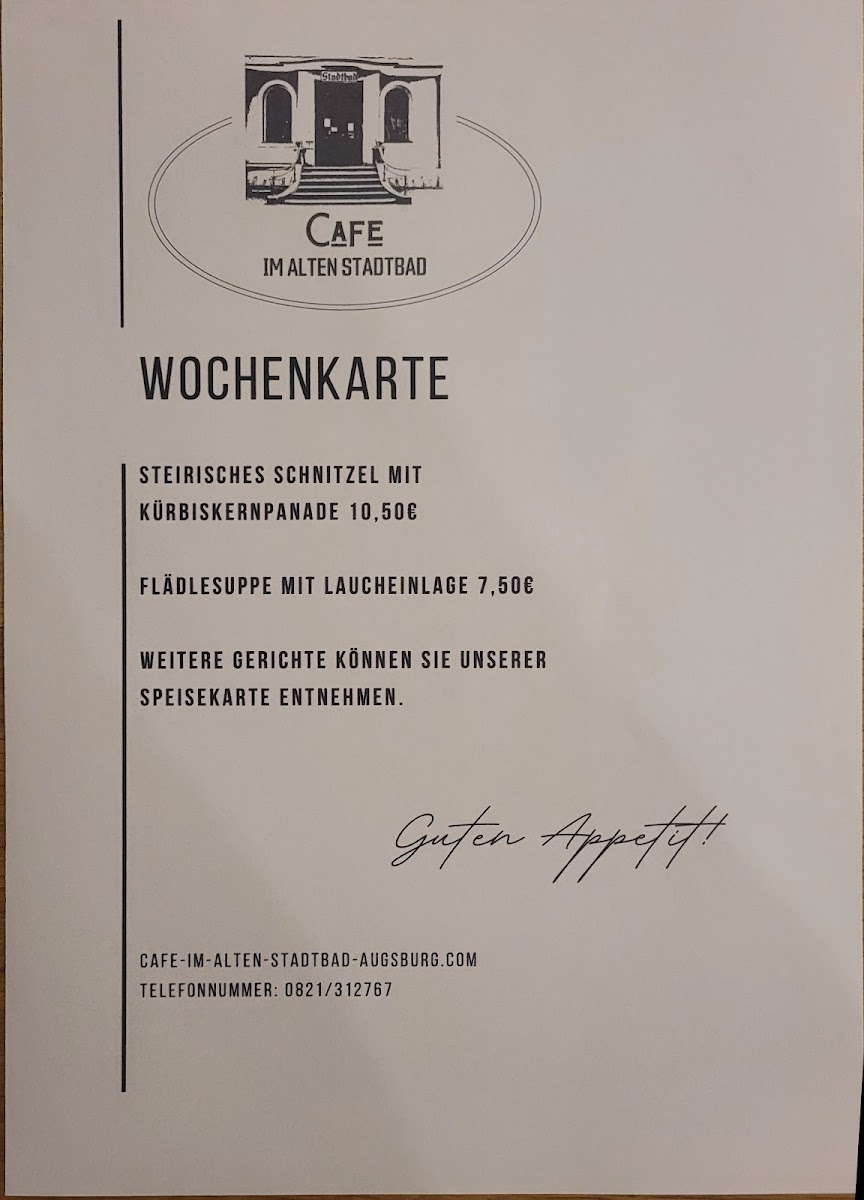 Stadtbad
CAFE
IM ALTEN STADTBAD
WOCHENKARTE
STEIRISCHES SCHNITZEL MIT
KÜRBISKERNPANADE 10,50€
FLÄDLESUPPE MIT LAUCHEINLAGE 7,50€
WEITERE GERICHTE KÖNNEN SIE UNSERER
SPEISEKARTE ENTNEHMEN.
Guten Appetit!
CAFE-IM-ALTEN-STADTBAD-AUGSBURG.COM
TELEFONNUMMER: 0821/312767